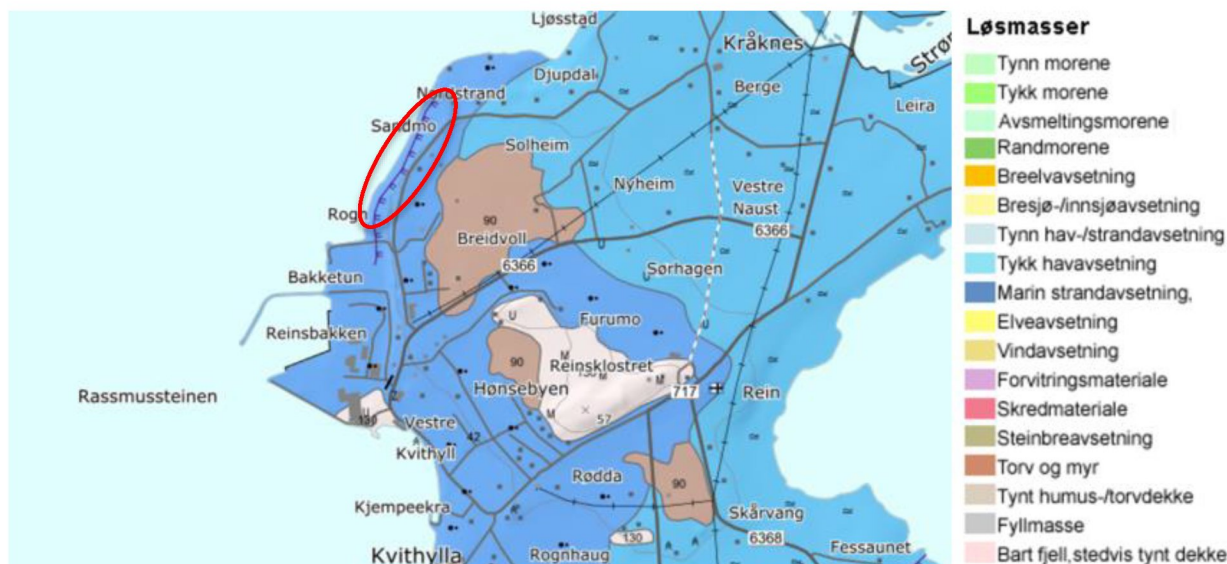 Ljøsstad
Kråknes
Strøm
Djupdal
Nordstrand
Berge
Leira
Sandmo
Solheim
Nyheim
Vestre
Naust
Rogn
90
Breidvoll
6366
6366
Sørhagen
Bakketun
Furumo
Reinsbakken
U
U
90
M
Reinsklostret
M
M
717
Rein
Rassmussteinen
Hønsebyen
M
57
130
Vestre
42
Kvithyll
Rødda
90
Kjempeekra
Skårvang
130
6368
Kvithylla
Rognhaug
Fessaunet
Løsmasser
Tynn morene
Tykk morene
Avsmeltingsmorene
Randmorene
Breelvavsetning
Bresjø-/innsjøavsetning
Tynn hav-/strandavsetning
Tykk havavsetning
Marin strandavsetning,
Elveavsetning
Vindavsetning
Forvitringsmateriale
Skredmateriale
Steinbreavsetning
Torv og myr
Tynt humus-/torvdekke
Fyllmasse
Bart fjell,stedvis tynt dekke